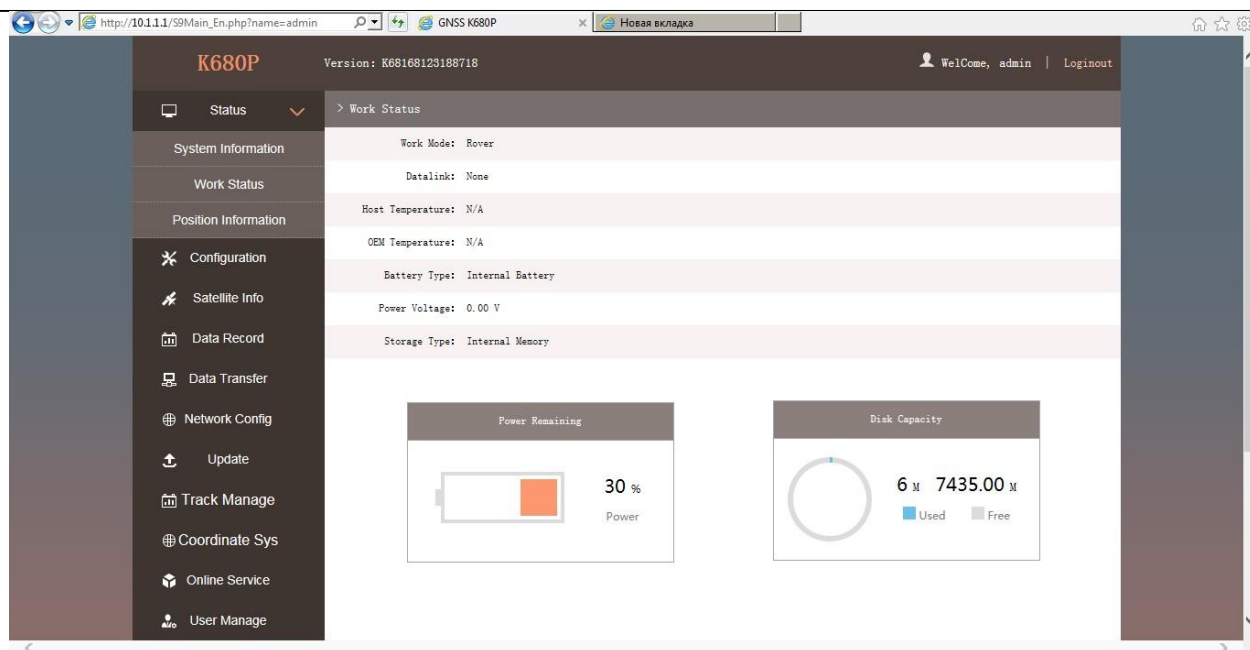 http://10.1.1.1/S9Main_En.php?name=admin
GNSS K680P
Новая вкладка
K680P
Version: K68168123188718
WelCome, admin | Loginout
Status
System Information
Work Status
Position Information
Configuration
Satellite Info
Data Record
Data Transfer
Network Config
Update
Track Manage
Coordinate Sys
Online Service
User Manage
> Work Status
Work Mode: Rover
Datalink: None
Host Temperature: N/A
OEM Temperature: N/A
Battery Type: Internal Battery
Power Voltage: 0.00 V
Storage Type: Internal Memory
Power Remaining
30 %
Power
Disk Capacity
6 M 7435.00 M
Used Free